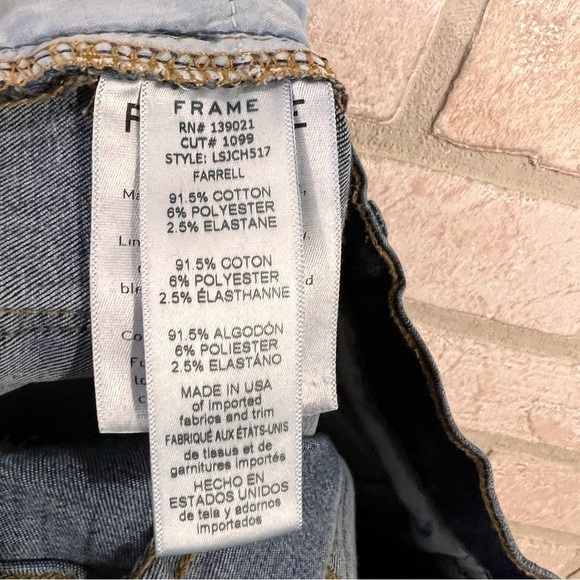 FRAME
RN# 139021
CUT# 1099
STYLE: LSJCH517
FARRELL
91.5% COTTON
6% POLYESTER
2.5% ELASTANE
91.5% COTON
6% POLYESTER
2.5% ÉLASTHANNE
91.5% ALGODÓN
6% POLIESTER
2.5% ELASTÁNO
MADE IN USA
of imported
fabrics and trim
FABRIQUÉ AUX ÉTATS-UNIS
de tissus et de
garnitures importés
HECHO EN
ESTADOS UNIDOS
de tela y adornos
importados